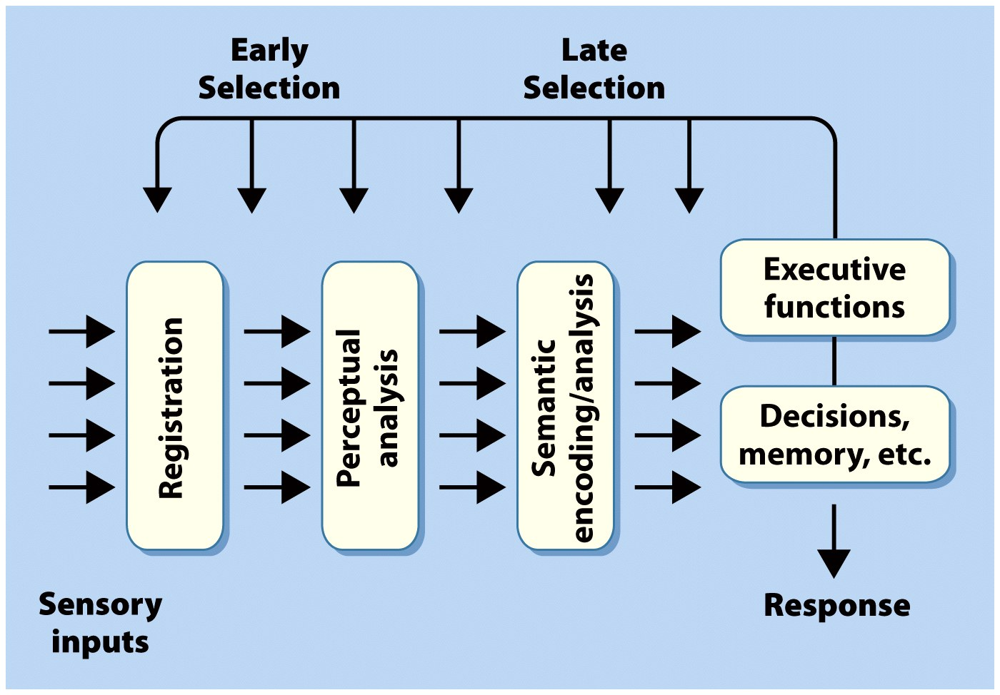 Early
Selection
Late
Selection
Registration
Perceptual
analysis
Semantic
encoding/analysis
Executive
functions
Decisions,
memory, etc.
Sensory
inputs
Response